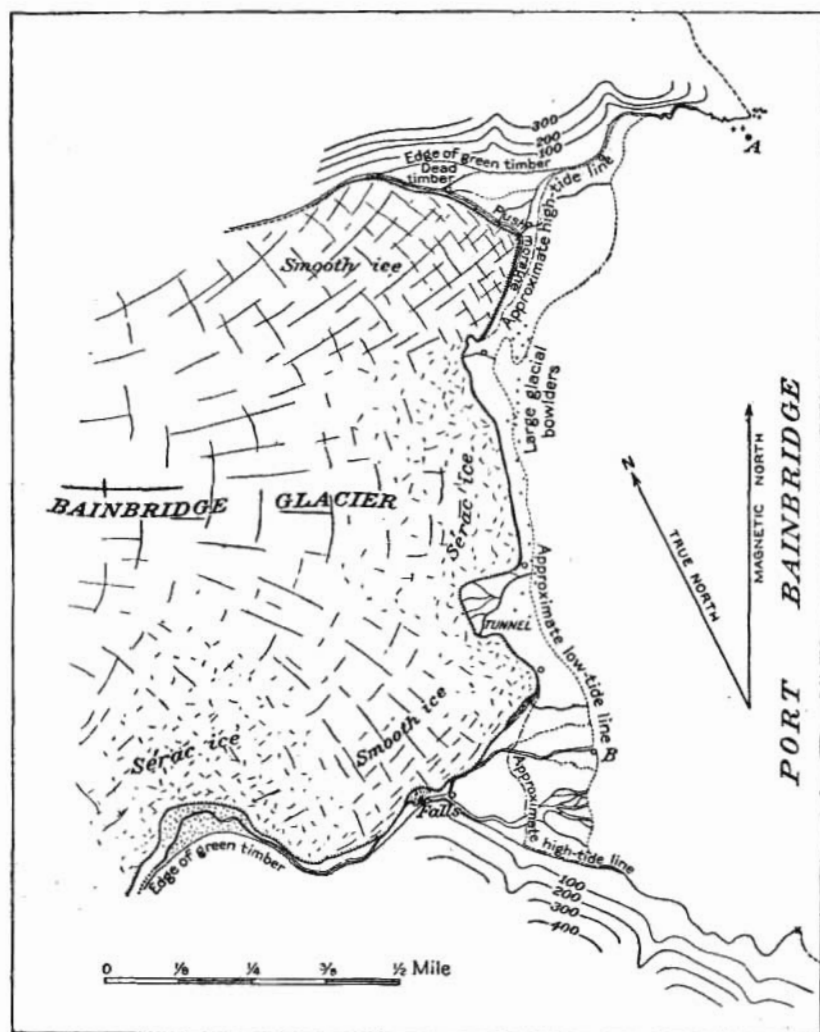 300
200
100
A
Edge of green timber
Dead
timber
Push
moraine
Approximate high-tide line
Smooth ice
Large glacial
bowlders
BAINBRIDGE GLACIER
Sérac ice
N
TRUE NORTH
MAGNETIC NORTH
PORT BAINBRIDGE
TUNNEL
Approximate low-tide line
Smooth ice
Sérac ice
B
Falls
Approximate
high-tide line
Edge of green timber
100
200
300
400
0 1/8 1/4 3/8 1/2 Mile